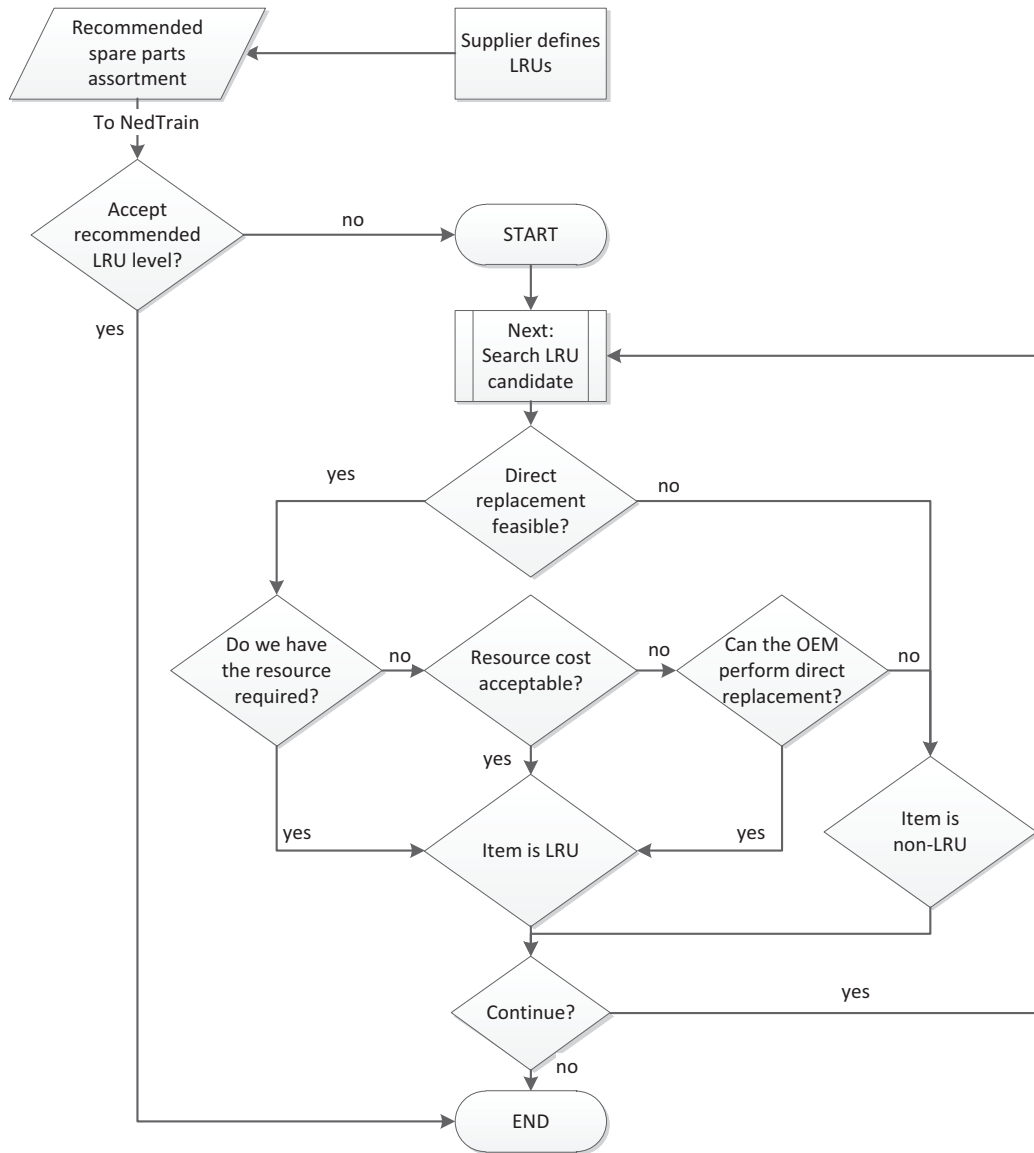 Recommended
spare parts
assortment
Supplier defines
LRUs
To NedTrain
Accept
recommended
LRU level?
no
START
yes
Next:
Search LRU
candidate
Direct
replacement
feasible?
yes
no
Do we have
the resource
required?
no
Resource cost
acceptable?
no
Can the OEM
perform direct
replacement?
no
yes
yes
yes
Item is LRU
Item is
non-LRU
Continue?
yes
no
END